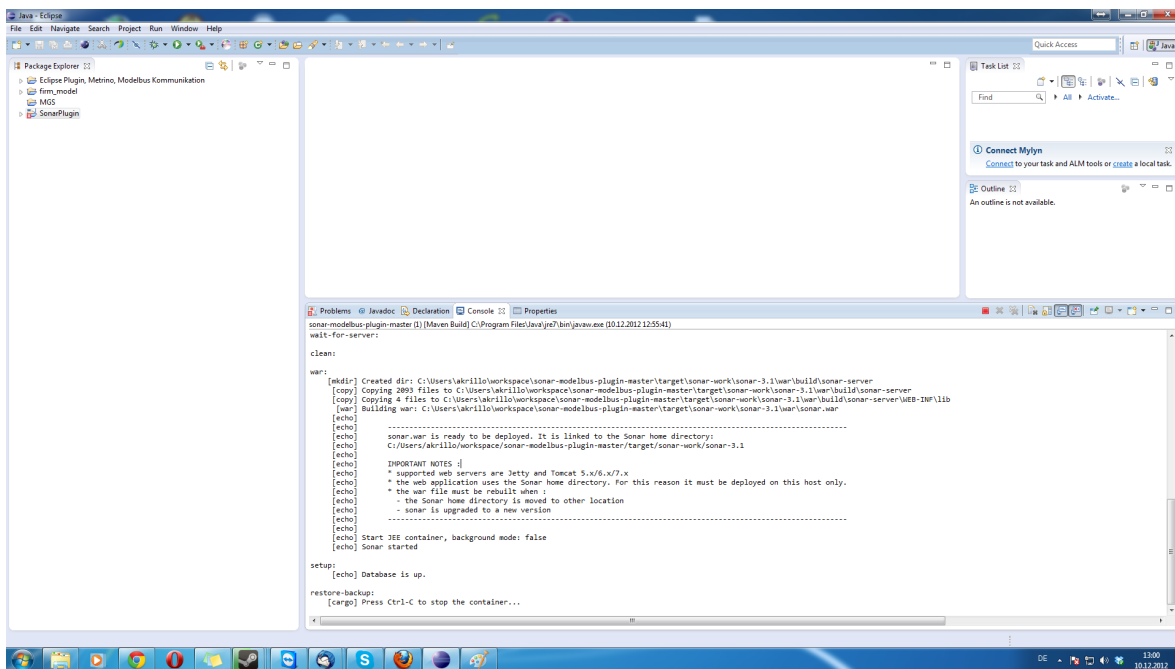 Java - Eclipse
File Edit Navigate Search Project Run Window Help
Quick Access
Java
Package Explorer
Eclipse Plugin, Metrino, Modelbus Kommunikation
firm_model
MGS
SonarPlugin
Task List
Find
All
Activate...
Connect Mylyn
Connect to your task and ALM tools or create a local task.
Outline
An outline is not available.
Problems @ Javadoc Declaration Console Properties
sonar-modelbus-plugin-master (1) [Maven Build] C:\Program Files\Java\jre7\bin\javaw.exe (10.12.2012 12:55:41)
wait-for-server:
clean:
war:
[mkdir] Created dir: C:\Users\akrillo\workspace\sonar-modelbus-plugin-master\target\sonar-work\sonar-3.1\war\build\sonar-server
[copy] Copying 2093 files to C:\Users\akrillo\workspace\sonar-modelbus-plugin-master\target\sonar-work\sonar-3.1\war\build\sonar-server
[copy] Copying 4 files to C:\Users\akrillo\workspace\sonar-modelbus-plugin-master\target\sonar-work\sonar-3.1\war\build\sonar-server\WEB-INF\lib
[war] Building war: C:\Users\akrillo\workspace\sonar-modelbus-plugin-master\target\sonar-work\sonar-3.1\war\sonar.war
[echo]
[echo] --------------------------------------------------------------------------------
[echo] sonar.war is ready to be deployed. It is linked to the Sonar home directory:
[echo] C:/Users/akrillo/workspace/sonar-modelbus-plugin-master/target/sonar-work/sonar-3.1
[echo]
[echo] IMPORTANT NOTES :
[echo] * supported web servers are Jetty and Tomcat 5.x/6.x/7.x
[echo] * the web application uses the Sonar home directory. For this reason it must be deployed on this host only.
[echo] * the war file must be rebuilt when :
[echo] - the Sonar home directory is moved to other location
[echo] - sonar is upgraded to a new version
[echo] --------------------------------------------------------------------------------
[echo]
[echo] Start JEE container, background mode: false
[echo] Sonar started
setup:
[echo] Database is up.
restore-backup:
[cargo] Press Ctrl-C to stop the container...
DE
13:00
10.12.2012